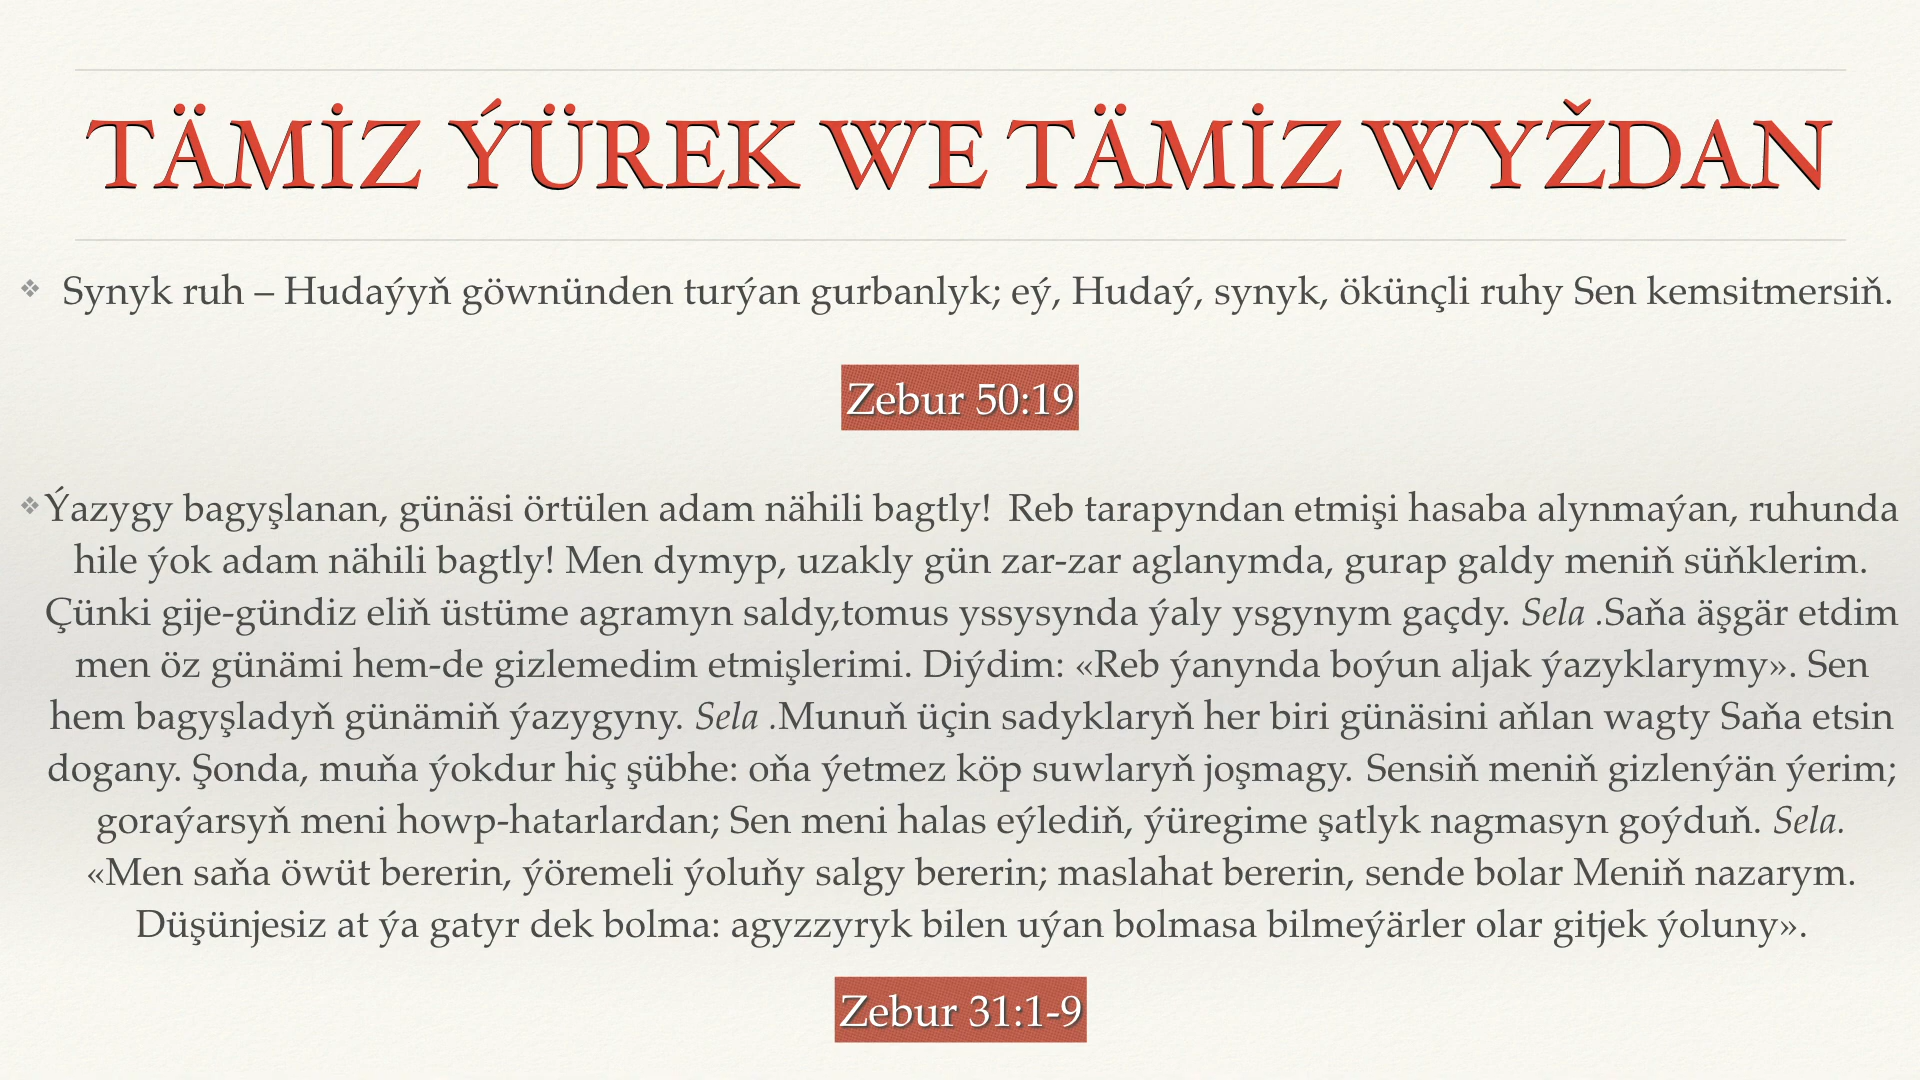 TÄMİZ ÝÜREK WE TÄMİZ WYŽDAN
❖ Synyk ruh – Hudaýyň göwnünden turýan gurbanlyk; eý, Hudaý, synyk, ökünçli ruhy Sen kemsitmersiň.
Zebur 50:19
❖ Ýazygy bagyşlanan, günäsi örtülen adam nähili bagtly! Reb tarapyndan etmişi hasaba alynmaýan, ruhunda
hile ýok adam nähili bagtly! Men dymyp, uzakly gün zar-zar aglanymda, gurap galdy meniň süňklerim.
Çünki gije-gündiz eliň üstüme agramyn saldy,tomus yssysynda ýaly ysgynym gaçdy. Sela .Saňa äşgär etdim
men öz günämi hem-de gizlemedim etmişlerimi. Diýdim: «Reb ýanynda boýun aljak ýazyklarymy». Sen
hem bagyşladyň günämiň ýazygyny. Sela .Munuň üçin sadyklaryň her biri günäsini aňlan wagty Saňa etsin
dogany. Şonda, muňa ýokdur hiç şübhe: oňa ýetmez köp suwlaryň joşmagy. Sensiň meniň gizlenýän ýerim;
goraýarsyň meni howp-hatarlardan; Sen meni halas eýlediň, ýüregime şatlyk nagmasyn goýduň. Sela.
«Men saňa öwüt bererin, ýöremeli ýoluňy salgy bererin; maslahat bererin, sende bolar Meniň nazarym.
Düşünjesiz at ýa gatyr dek bolma: agyzzyryk bilen uýan bolmasa bilmeýärler olar gitjek ýoluny».
Zebur 31:1-9